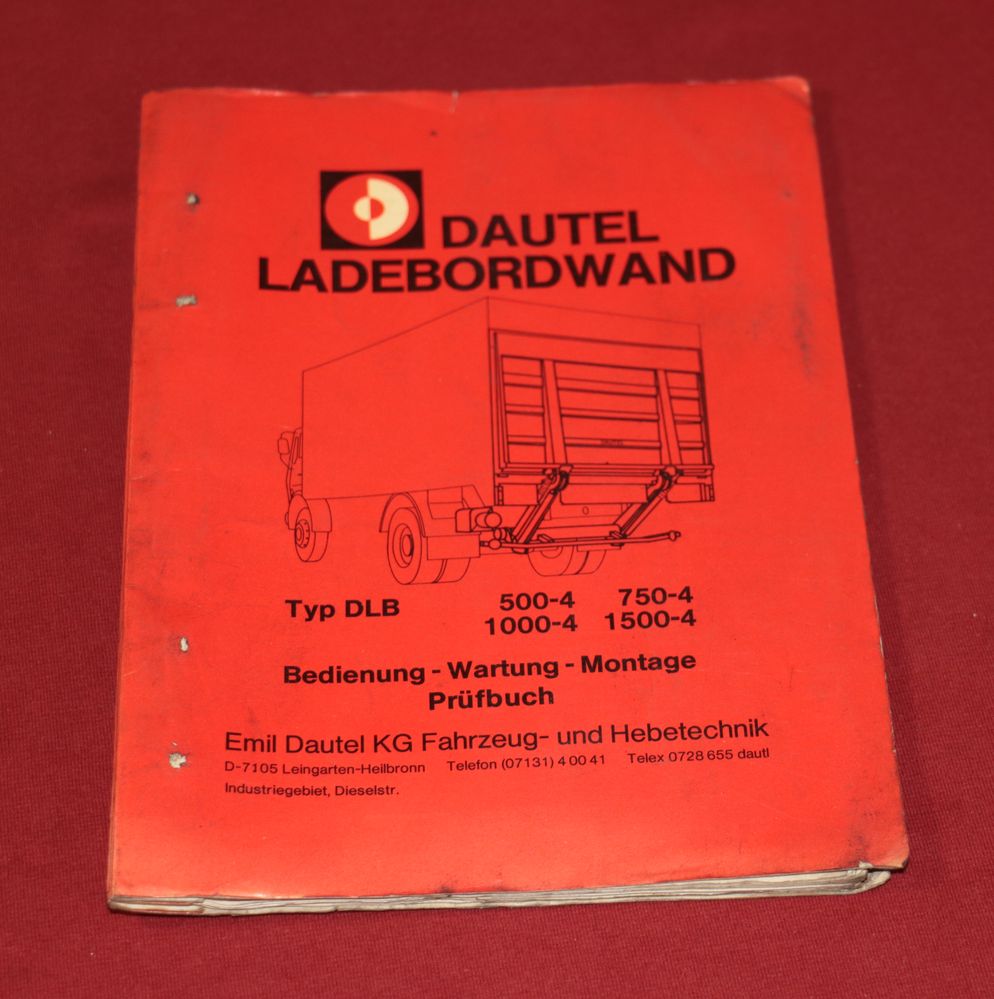 DAUTEL
LADEBORDWAND
DAUTEL
Typ DLB 500-4 750-4
1000-4 1500-4
Bedienung - Wartung - Montage
Prüfbuch
Emil Dautel KG Fahrzeug- und Hebetechnik
D-7105 Leingarten-Heilbronn Telefon (07131) 4 00 41 Telex 0728 655 dautl
Industriegebiet, Dieselstr.